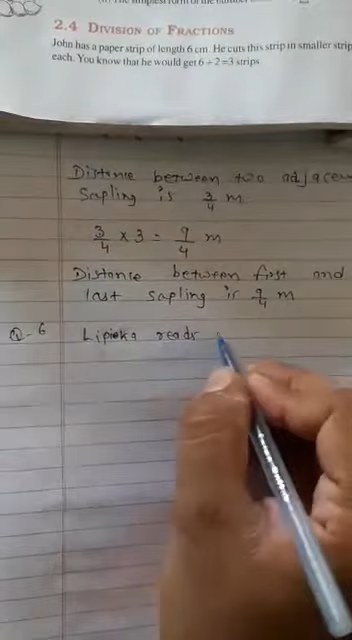 2.4 DIVISION OF FRACTIONS
John has a paper strip of length 6 cm. He cuts this strip in smaller strip
each. You know that he would get 6 ÷ 2 = 3 strips.
Distance between two adjacen
Sapling is 3/4 m
3/4 × 3 = 9/4 m
Distance between first and
last sapling is 9/4 m
Q-6 Lipika reads